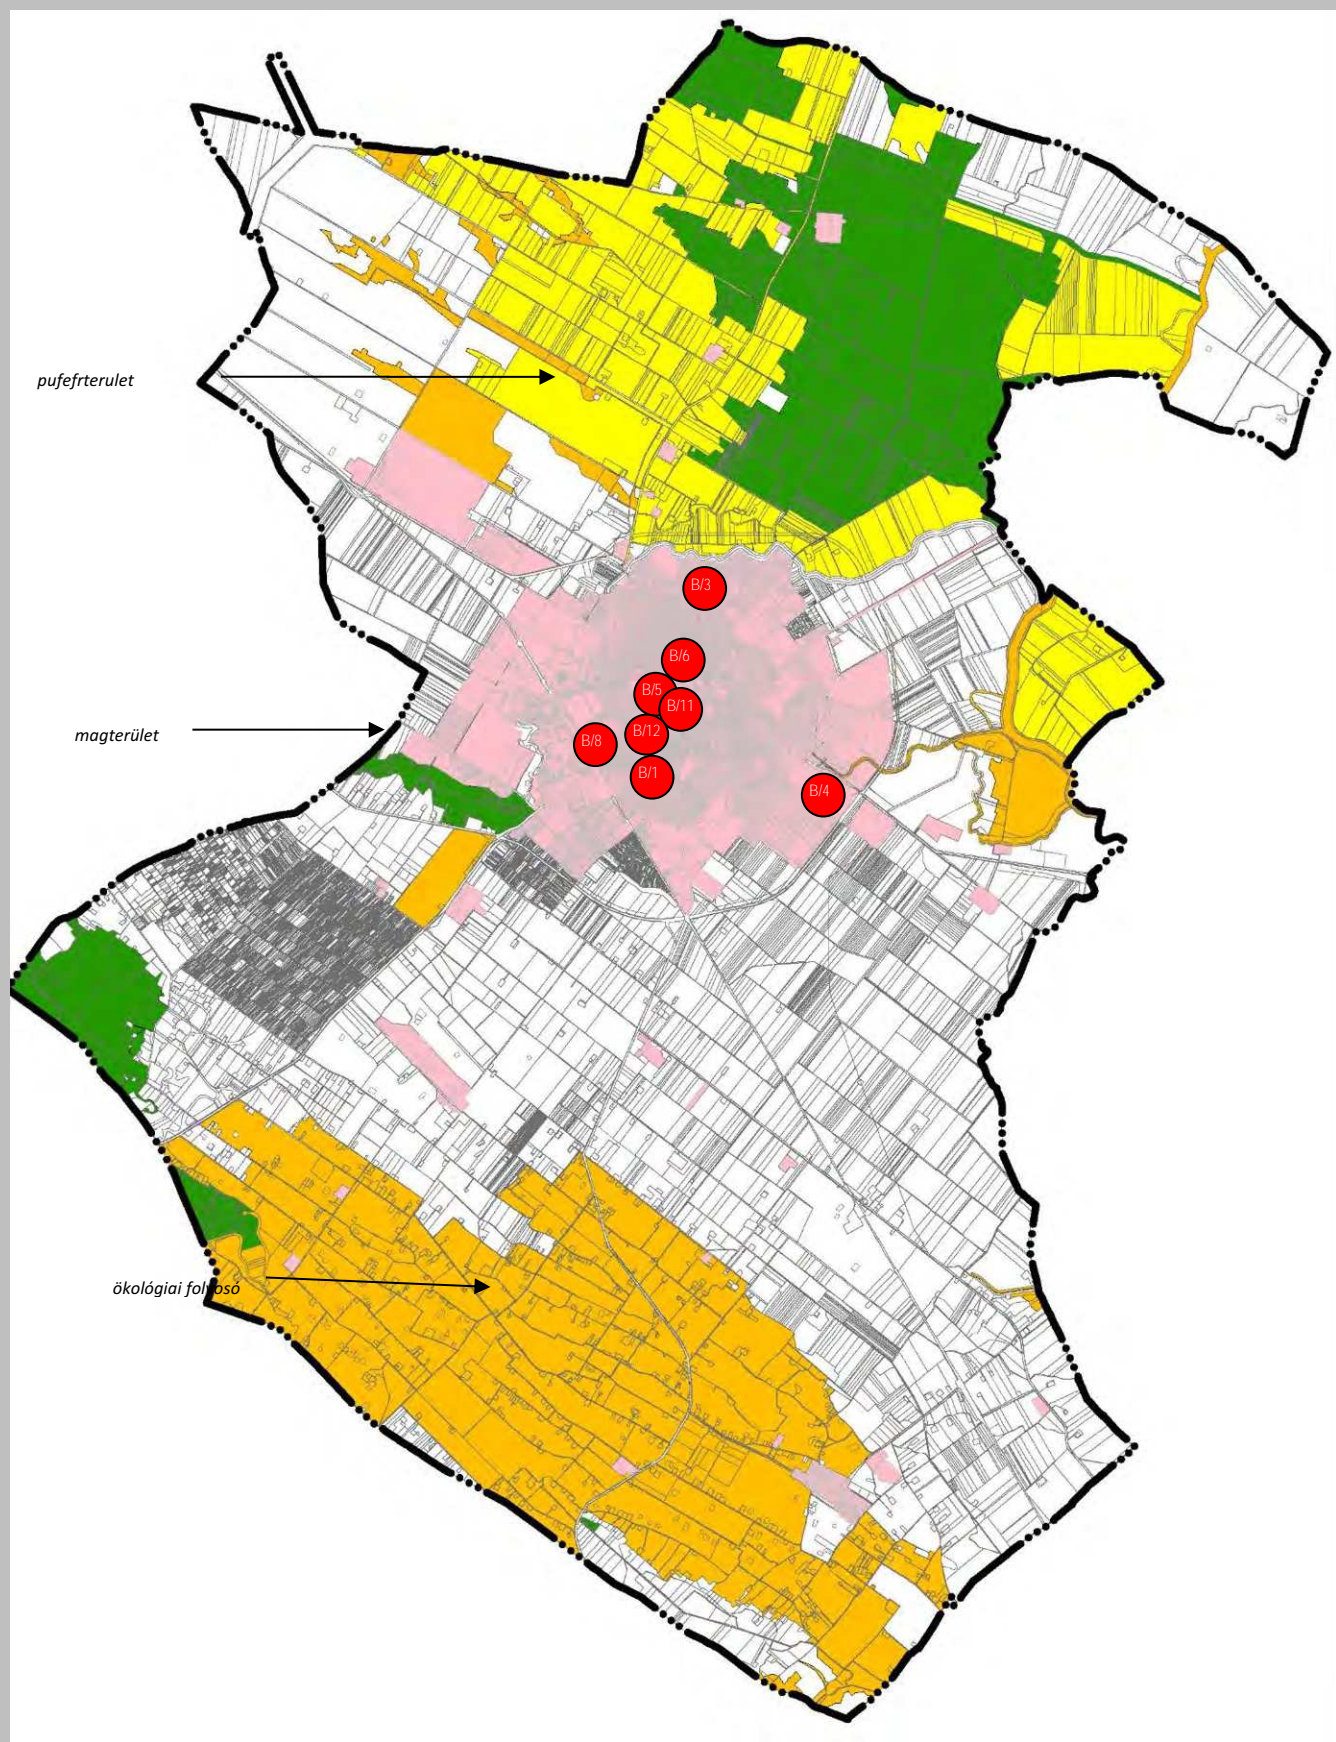 B/3
pufefrterulet
B/6
B/5
B/11
B/12
magterület
B/8
B/1
B/4
ökológiai folyosó